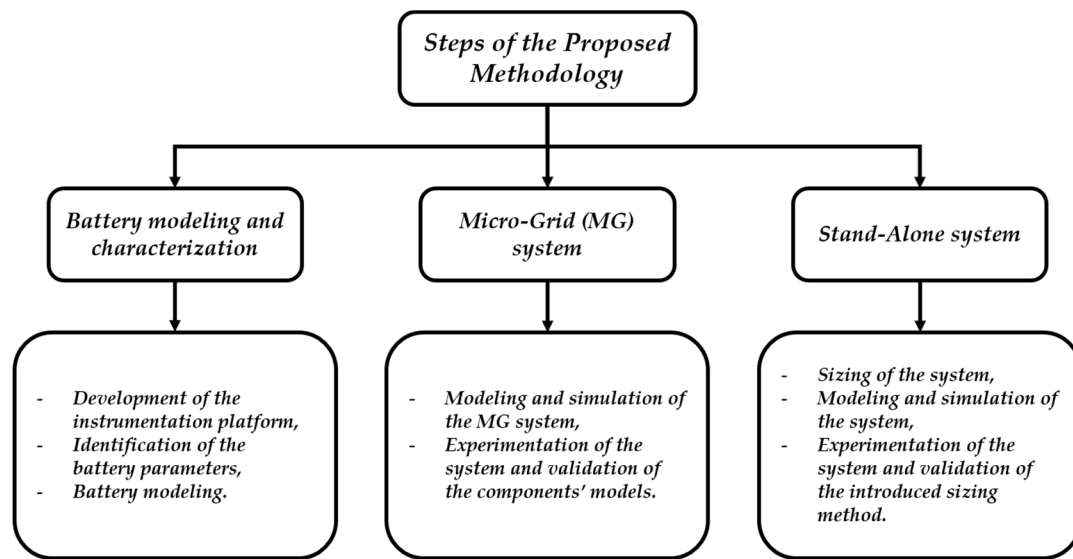 Steps of the Proposed
Methodology
Battery modeling and
characterization
Micro-Grid (MG)
system
Stand-Alone system
- Development of the
instrumentation platform,
- Identification of the
battery parameters,
- Battery modeling.
- Modeling and simulation of
the MG system,
- Experimentation of the
system and validation of
the components’ models.
- Sizing of the system,
- Modeling and simulation of
the system,
- Experimentation of the
system and validation of
the introduced sizing
method.